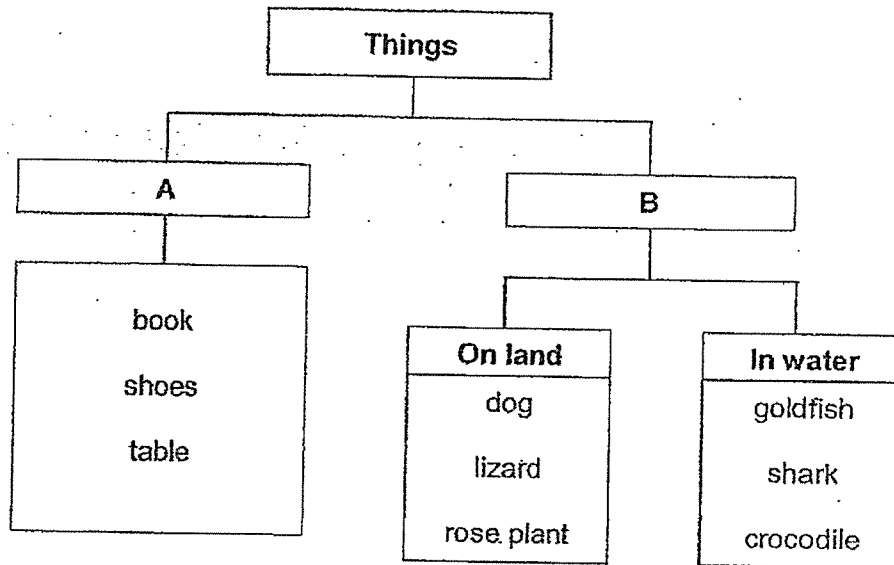 Things
A
B
book
shoes
table
On land
dog
lizard
rose plant
In water
goldfish
shark
crocodile